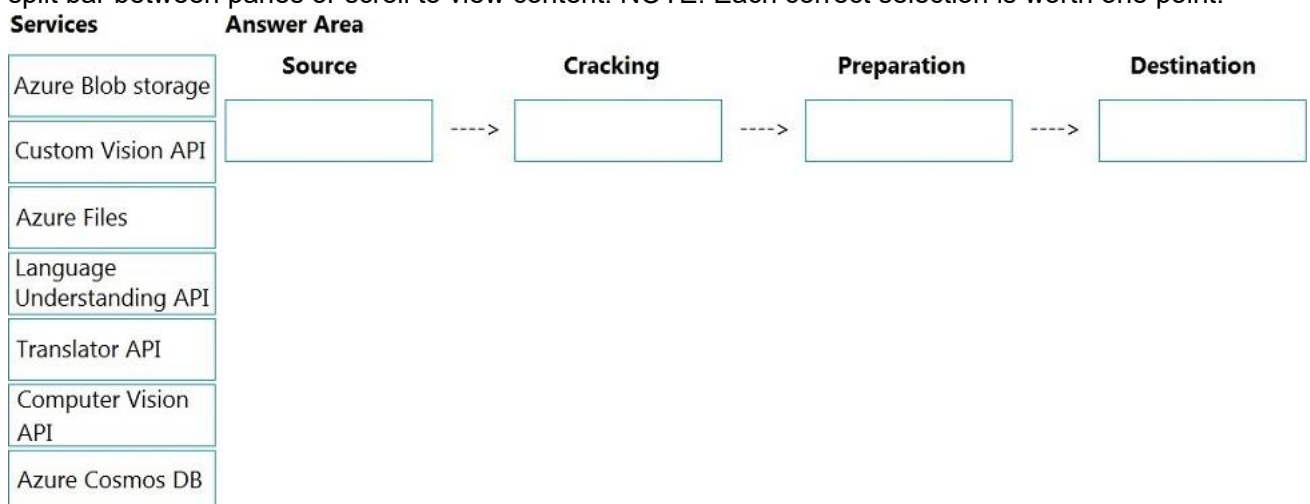 split bar between panes or scroll to view content. NOTE: Each correct selection is worth one point.
Services Answer Area
Source Cracking Preparation Destination
Azure Blob storage
----> ----> ---->
Custom Vision API
Azure Files
Language
Understanding API
Translator API
Computer Vision
API
Azure Cosmos DB